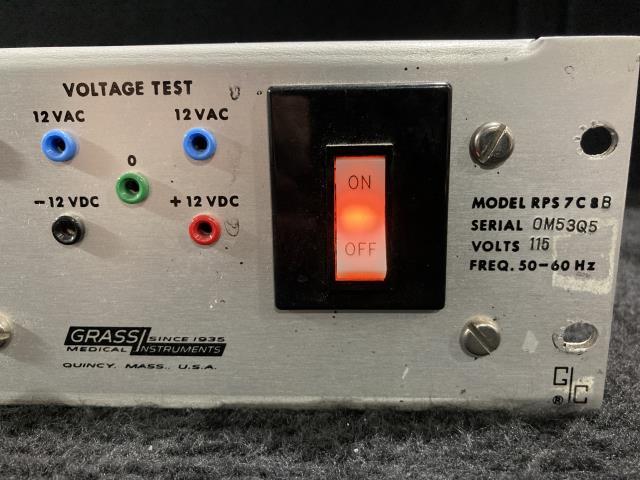 VOLTAGE TEST
12 VAC
12 VAC
0
-12 VDC
+12 VDC
ON
OFF
MODEL RPS 7C 8B
SERIAL OM53Q5
VOLTS 115
FREQ. 50-60 Hz
GRASS
SINCE 1935
MEDICAL INSTRUMENTS
QUINCY, MASS., U.S.A.
G/C
®